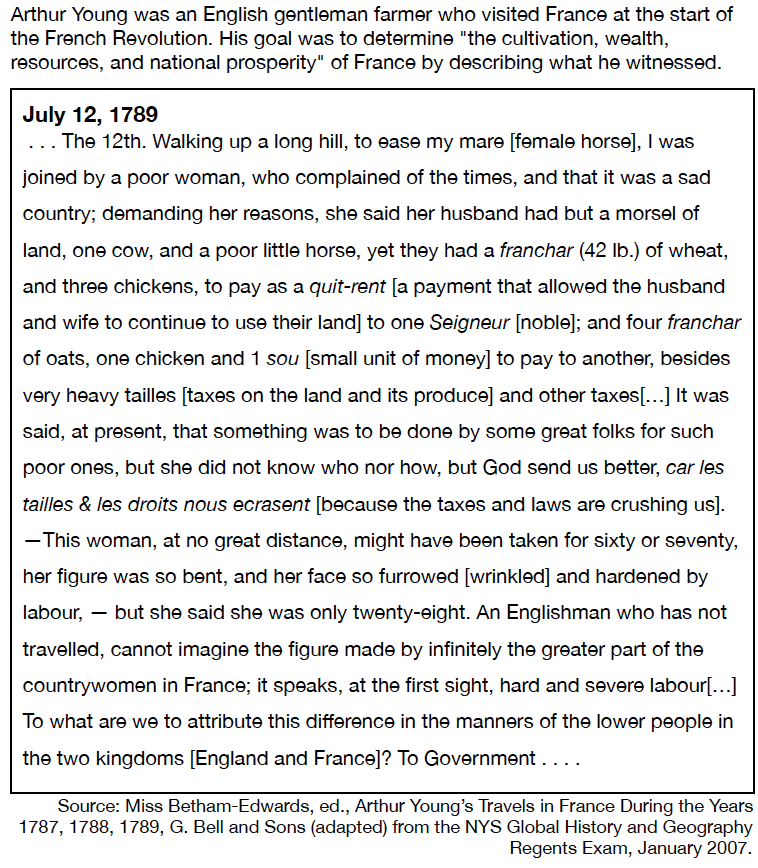 Arthur Young was an English gentleman farmer who visited France at the start of
the French Revolution. His goal was to determine "the cultivation, wealth,
resources, and national prosperity" of France by describing what he witnessed.
July 12, 1789
. . . The 12th. Walking up a long hill, to ease my mare [female horse], I was
joined by a poor woman, who complained of the times, and that it was a sad
country; demanding her reasons, she said her husband had but a morsel of
land, one cow, and a poor little horse, yet they had a franchar (42 lb.) of wheat,
and three chickens, to pay as a quit-rent [a payment that allowed the husband
and wife to continue to use their land] to one Seigneur [noble]; and four franchar
of oats, one chicken and 1 sou [small unit of money] to pay to another, besides
very heavy tailles [taxes on the land and its produce] and other taxes[…] It was
said, at present, that something was to be done by some great folks for such
poor ones, but she did not know who nor how, but God send us better, car les
tailles & les droits nous ecrasent [because the taxes and laws are crushing us].
—This woman, at no great distance, might have been taken for sixty or seventy,
her figure was so bent, and her face so furrowed [wrinkled] and hardened by
labour, — but she said she was only twenty-eight. An Englishman who has not
travelled, cannot imagine the figure made by infinitely the greater part of the
countrywomen in France; it speaks, at the first sight, hard and severe labour[…]
To what are we to attribute this difference in the manners of the lower people in
the two kingdoms [England and France]? To Government . . . .
Source: Miss Betham-Edwards, ed., Arthur Young’s Travels in France During the Years
1787, 1788, 1789, G. Bell and Sons (adapted) from the NYS Global History and Geography
Regents Exam, January 2007.